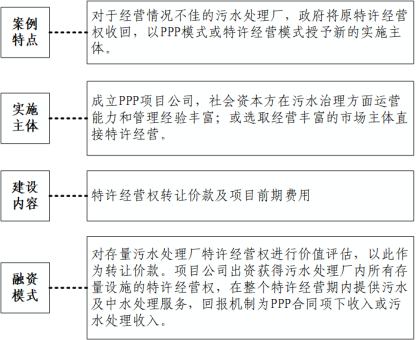 案例
特点
对于经营情况不佳的污水处理厂，政府将原特许经营
权收回，以PPP模式或特许经营模式授予新的实施主
体。
实施
主体
成立PPP项目公司，社会资本方在污水治理方面运营
能力和管理经验丰富；或选取经营丰富的市场主体直
接特许经营。
建设
内容
特许经营权转让价款及项目前期费用
融资
模式
对存量污水处理厂特许经营权进行价值评估，以此作
为转让价款。项目公司出资获得污水处理厂内所有存
量设施的特许经营权，在整个特许经营期内提供污水
及中水处理服务，回报机制为PPP合同项下收入或污
水处理收入。